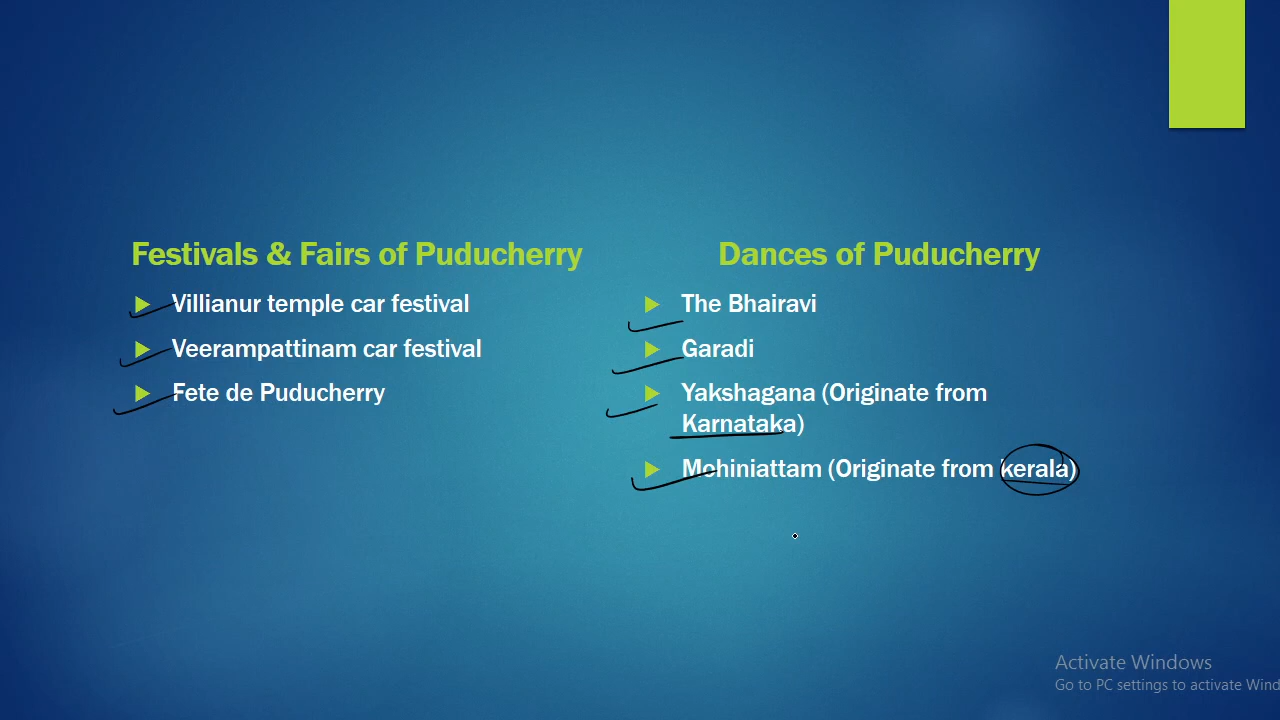 Festivals & Fairs of Puducherry
Villianur temple car festival
Veerampattinam car festival
Fete de Puducherry
Dances of Puducherry
The Bhairavi
Garadi
Yakshagana (Originate from
Karnataka)
Mohiniattam (Originate from kerala)
Activate Windows
Go to PC settings to activate Wind